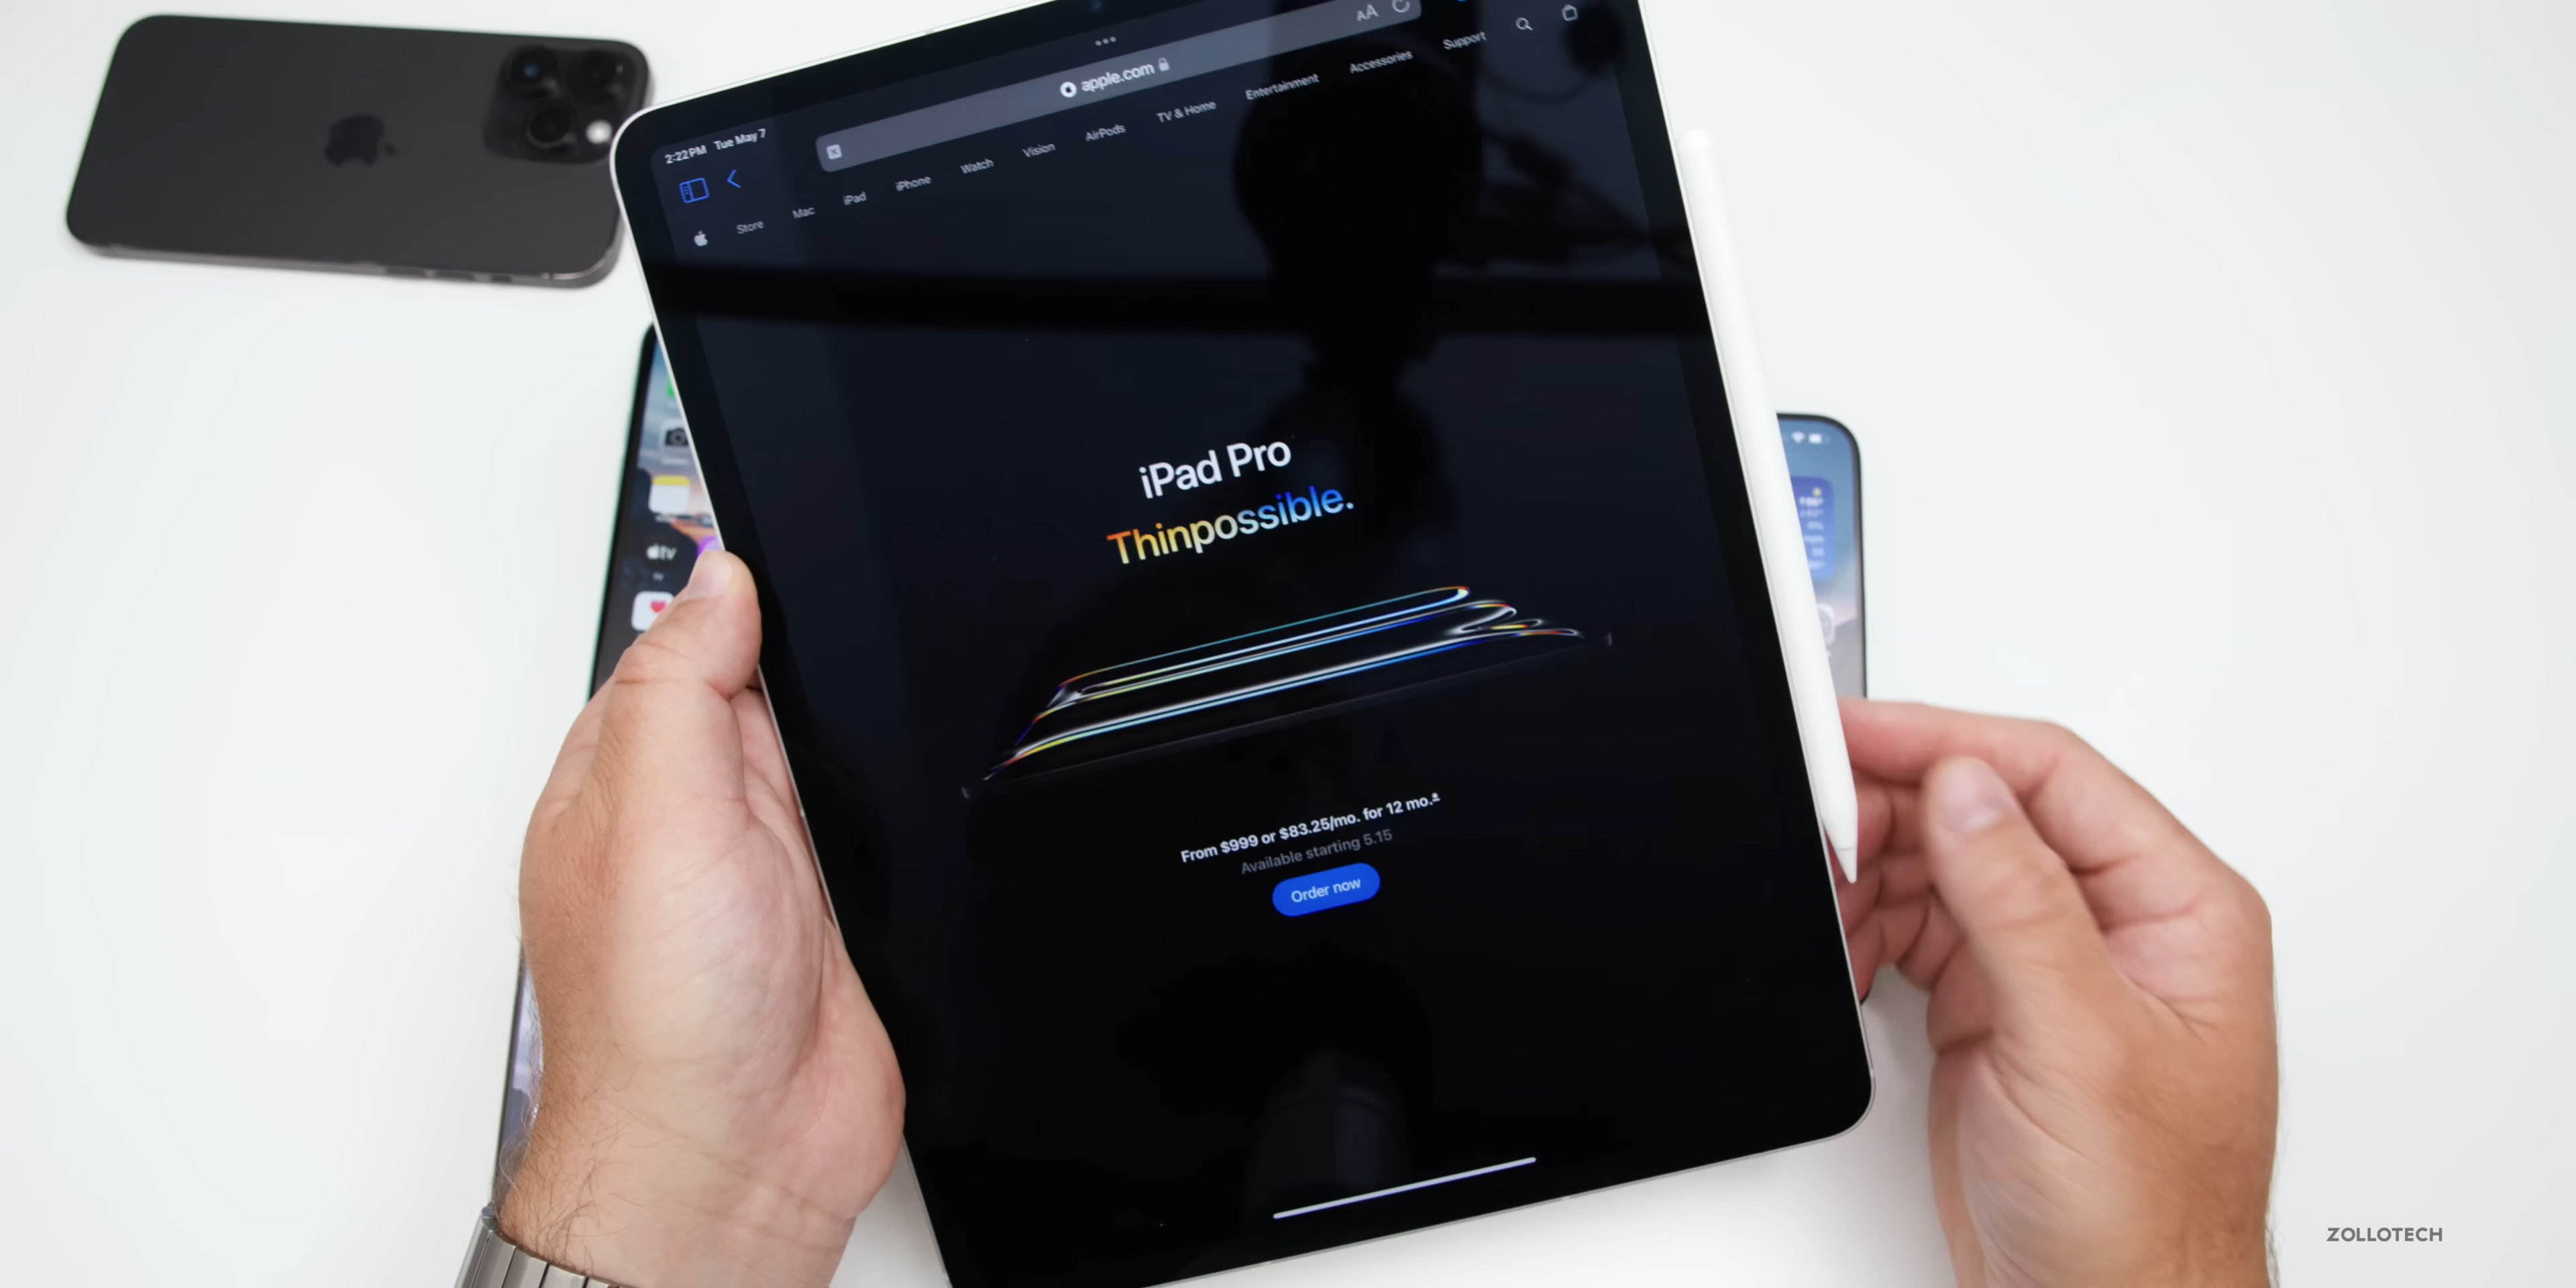 2:22 PM Tue May 7
apple.com
AA
Store Mac iPad iPhone Watch Vision AirPods TV & Home Entertainment Accessories Support
iPad Pro
Thinpossible.
From $999 or $83.25/mo. for 12 mo.±
Available starting 5.15
Order now
tv
ZOLLOTECH